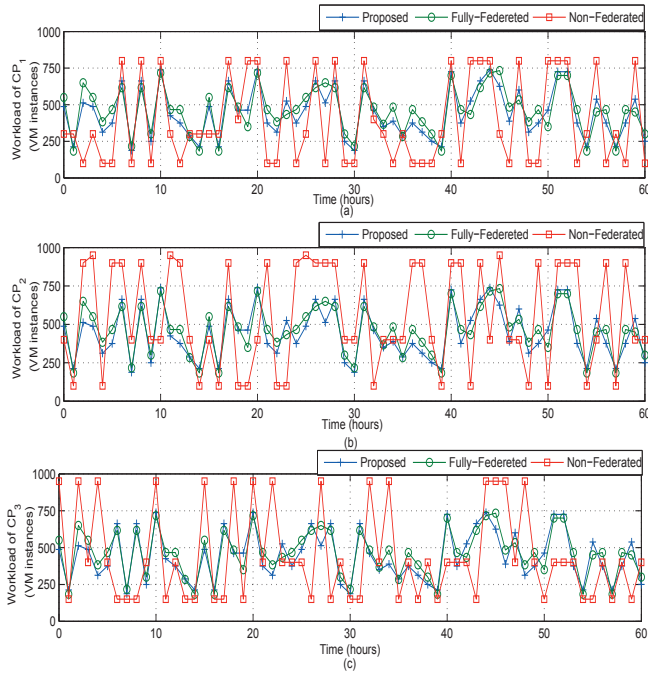 Proposed Fully-Federeted Non-Federated
Workload of CP1
(VM instances)
1000
750
500
250
0
0 10 20 30 40 50 60
Time (hours)
(a)
Proposed Fully-Federeted Non-Federated
Workload of CP2
(VM instances)
1000
750
500
250
0
0 10 20 30 40 50 60
Time (hours)
(b)
Proposed Fully-Federeted Non-Federated
Workload of CP3
(VM instances)
1000
750
500
250
0
0 10 20 30 40 50 60
Time (hours)
(c)